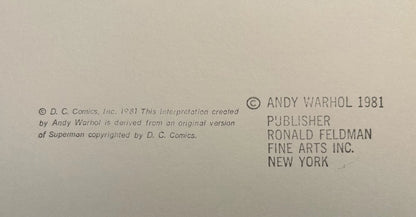 © D. C. Comics, Inc. 1981 This interpretation created
by Andy Warhol is derived from an original version
of Superman copyrighted by D. C. Comics.
© ANDY WARHOL 1981
PUBLISHER
RONALD FELDMAN
FINE ARTS INC.
NEW YORK